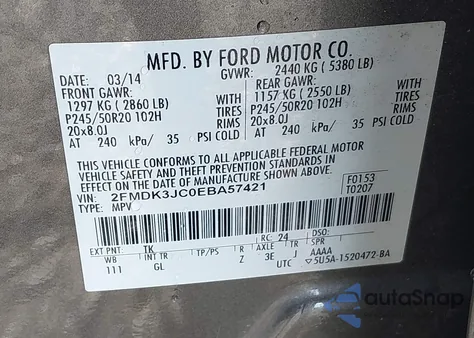 MFD. BY FORD MOTOR CO.
DATE: 03/14 GVWR: 2440 KG ( 5380 LB)
FRONT GAWR: REAR GAWR:
1297 KG ( 2860 LB) WITH 1157 KG ( 2550 LB) WITH
P245/50R20 102H TIRES P245/50R20 102H TIRES
20x8.0J RIMS 20x8.0J RIMS
AT 240 kPa/ 35 PSI COLD AT 240 kPa/ 35 PSI COLD
THIS VEHICLE CONFORMS TO ALL APPLICABLE FEDERAL MOTOR
VEHICLE SAFETY AND THEFT PREVENTION STANDARDS IN
EFFECT ON THE DATE OF MANUFACTURE SHOWN ABOVE.
VIN: 2FMDK3JC0EBA57421 F0153
TYPE: MPV T0207
EXT PNT: TK RC: 24 DSO:
WB INT TR TP/PS R AXLE TR SPR
111 GL Z 3E J AAAA
UTC 5U5A-1520472-BA
autoSnap